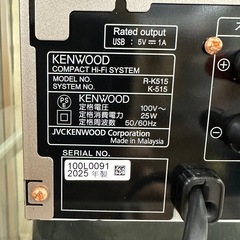 Rated output
USB : 5V⎓1A
KENWOOD
COMPACT Hi-Fi SYSTEM
MODEL NO. R-K515
SYSTEM NO. K-515
PS E
KENWOOD
定格電圧 100V~
定格消費電力 25W
定格周波数 50/60Hz
JVCKENWOOD Corporation
Made in Malaysia
SERIAL NO.
100L0091
2025 年製